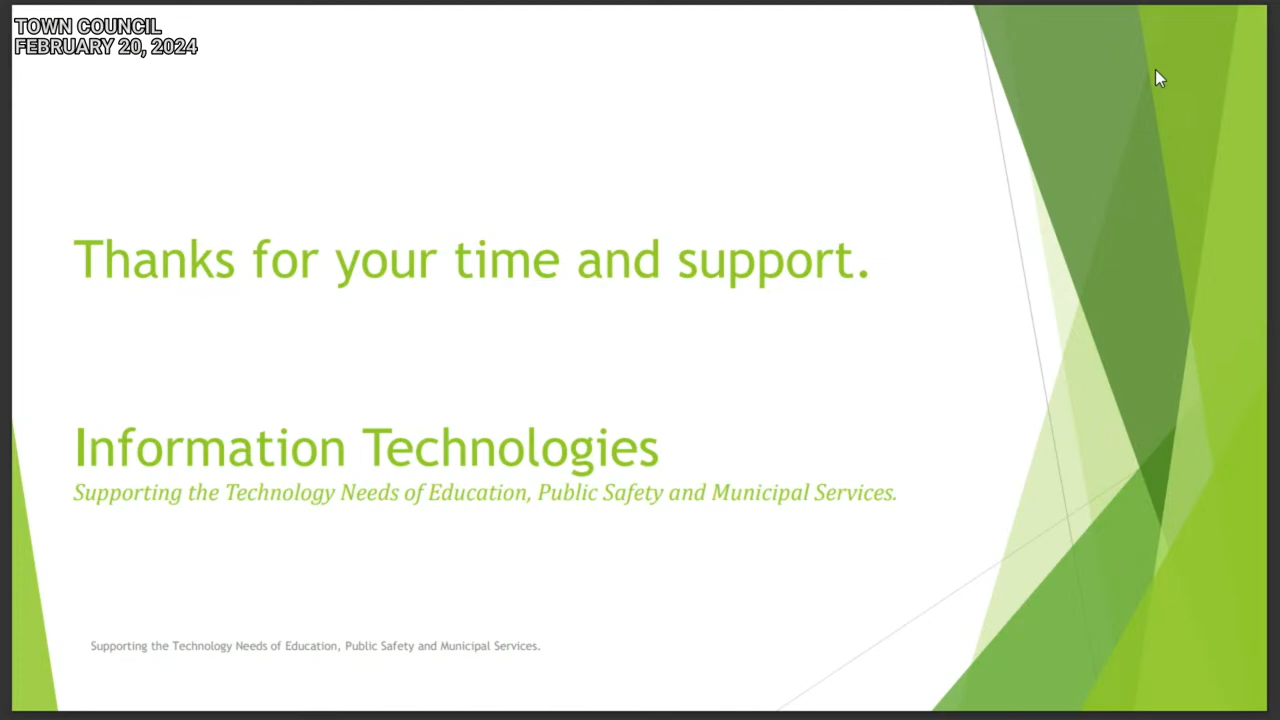 TOWN COUNCIL
FEBRUARY 20, 2024
Thanks for your time and support.
Information Technologies
Supporting the Technology Needs of Education, Public Safety and Municipal Services.
Supporting the Technology Needs of Education, Public Safety and Municipal Services.